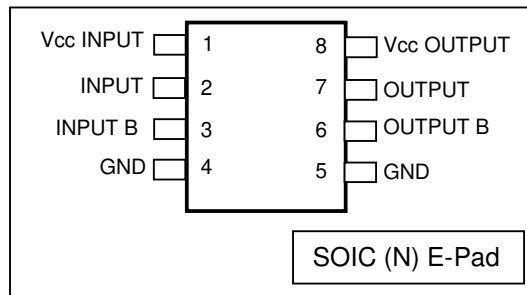 Vcc INPUT 1 8 Vcc OUTPUT
INPUT 2 7 OUTPUT
INPUT B 3 6 OUTPUT B
GND 4 5 GND
SOIC (N) E-Pad